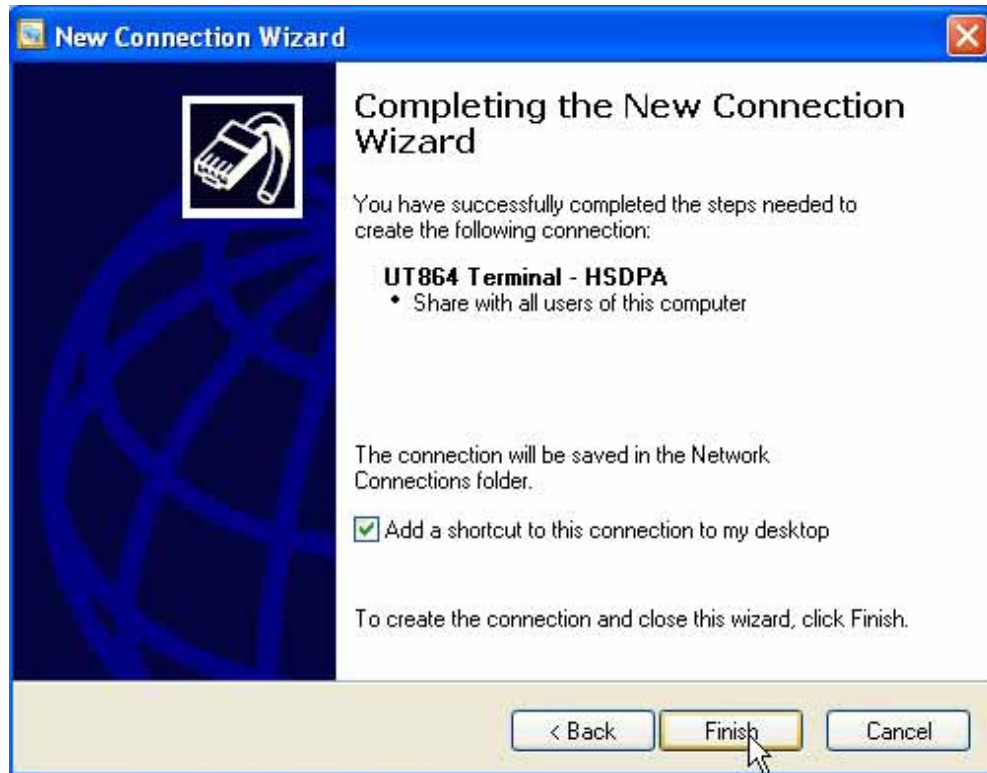 New Connection Wizard
Completing the New Connection
Wizard
You have successfully completed the steps needed to
create the following connection:
UT864 Terminal - HSDPA
• Share with all users of this computer
The connection will be saved in the Network
Connections folder.
Add a shortcut to this connection to my desktop
To create the connection and close this wizard, click Finish.
< Back Finish Cancel